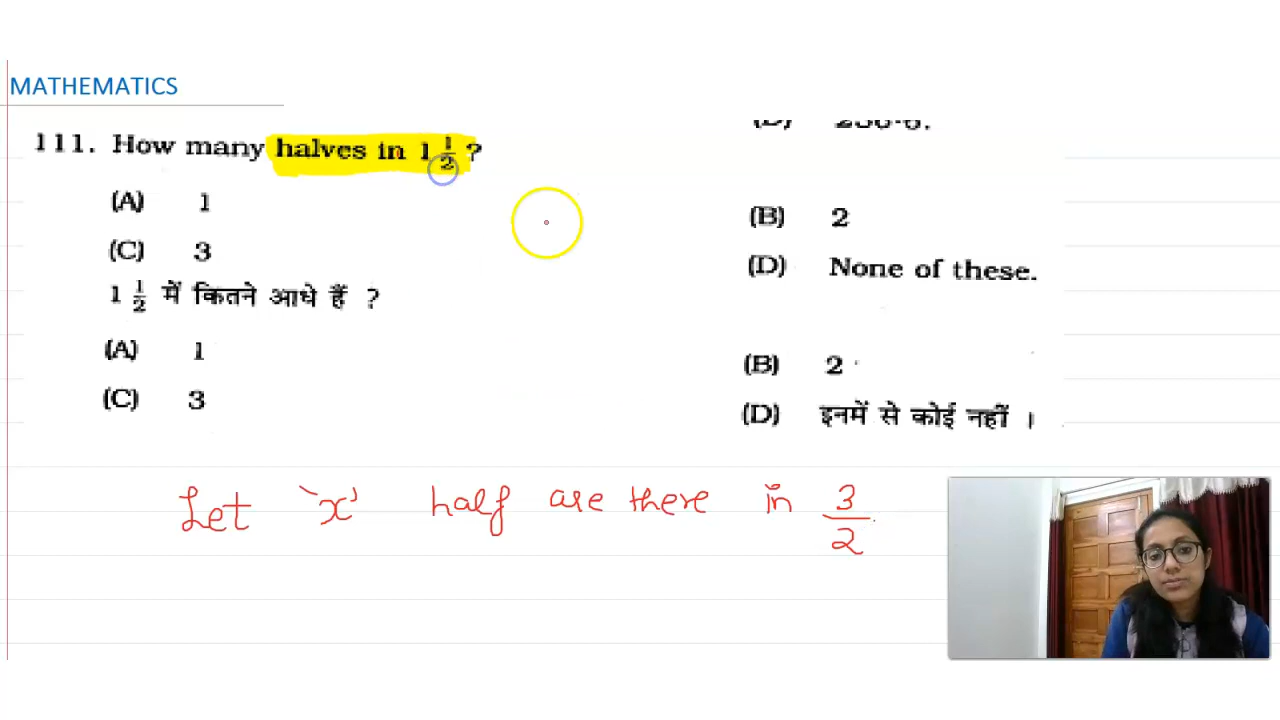 MATHEMATICS
111. How many halves in 1 1/2 ?
(A) 1
(B) 2
(C) 3
(D) None of these.
1 1/2 में कितने आधे हैं ?
(A) 1
(B) 2
(C) 3
(D) इनमें से कोई नहीं ।
Let 'x' half are there in 3/2